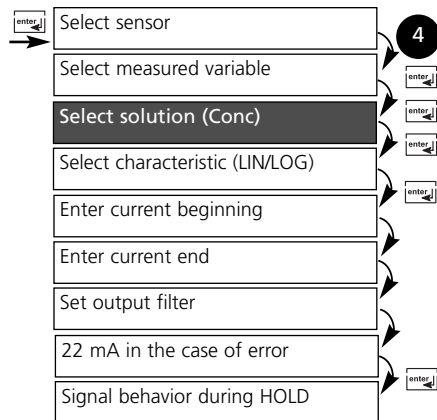 enter
Select sensor
4
Select measured variable
enter
Select solution (Conc)
enter
enter
Select characteristic (LIN/LOG)
enter
Enter current beginning
Enter current end
Set output filter
22 mA in the case of error
enter
Signal behavior during HOLD